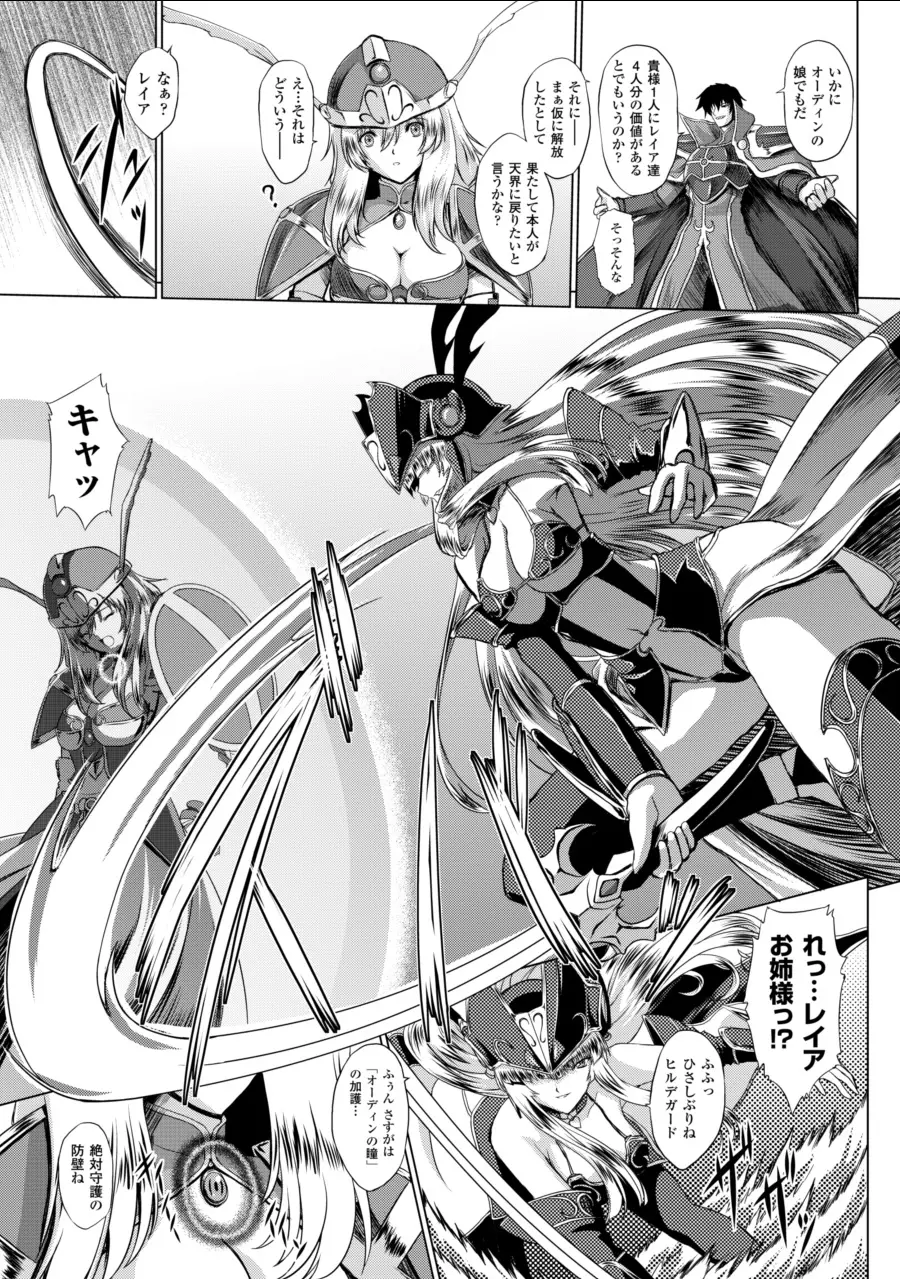 いかに
オーディンの
娘でもだ
貴様1人にレイア達
4人分の価値がある
とでもいうのか？
そっそんな
それに──
まぁ仮に解放
したとして
果たして本人が
天界に戻りたいと
言うかな？
え…それは
どういう──
？
なぁ？
レイア
キャッ
れっ…レイア
お姉様っ!?
ふふっ
ひさしぶりね
ヒルデガード
ザザッ
ふぅん さすがは
「オーディンの瞳」
の加護…
絶対守護の
防壁ね